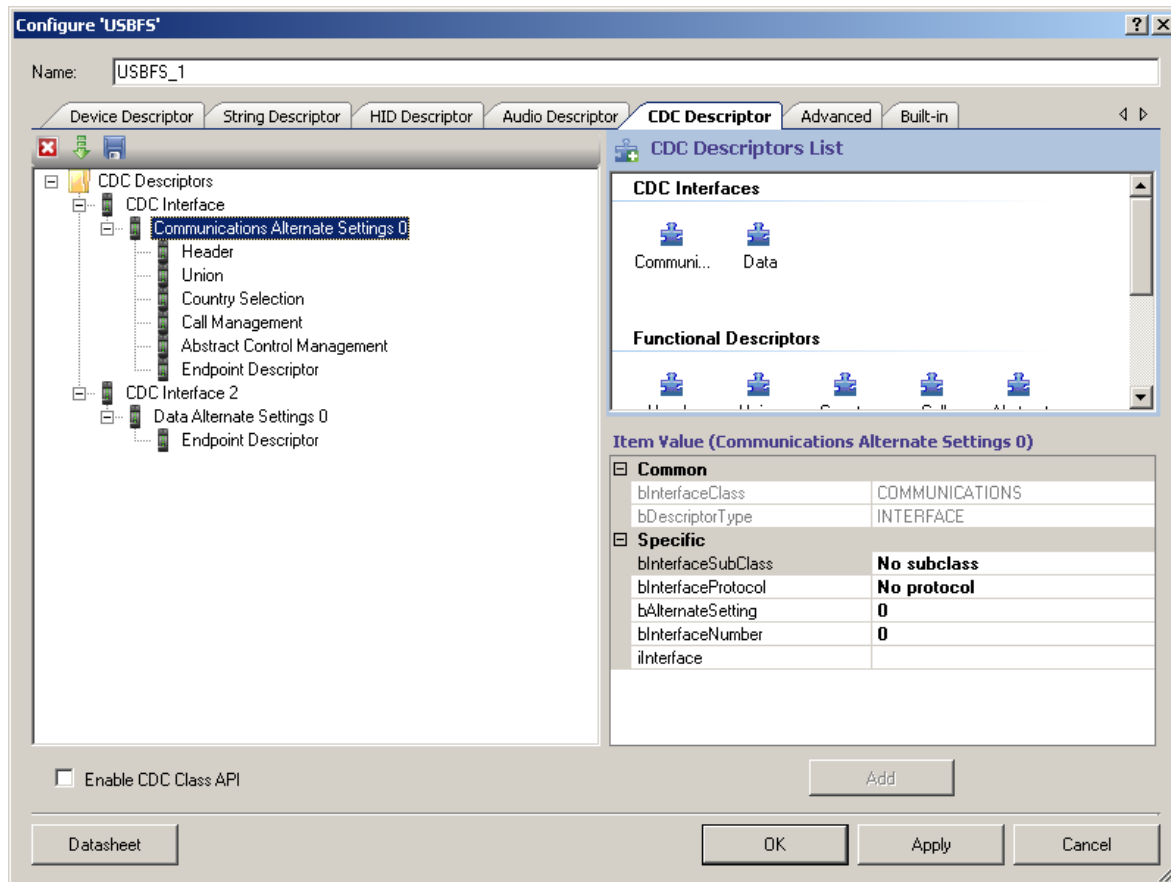 Configure 'USBFS'
Name: USBFS_1
Device Descriptor String Descriptor HID Descriptor Audio Descriptor CDC Descriptor Advanced Built-in
CDC Descriptors
CDC Interface
Communications Alternate Settings 0
Header
Union
Country Selection
Call Management
Abstract Control Management
Endpoint Descriptor
CDC Interface 2
Data Alternate Settings 0
Endpoint Descriptor
CDC Descriptors List
CDC Interfaces
Communi... Data
Functional Descriptors
Item Value (Communications Alternate Settings 0)
Common
bInterfaceClass COMMUNICATIONS
bDescriptorType INTERFACE
Specific
bInterfaceSubClass No subclass
bInterfaceProtocol No protocol
bAlternateSetting 0
bInterfaceNumber 0
iInterface
Enable CDC Class API
Add
Datasheet OK Apply Cancel